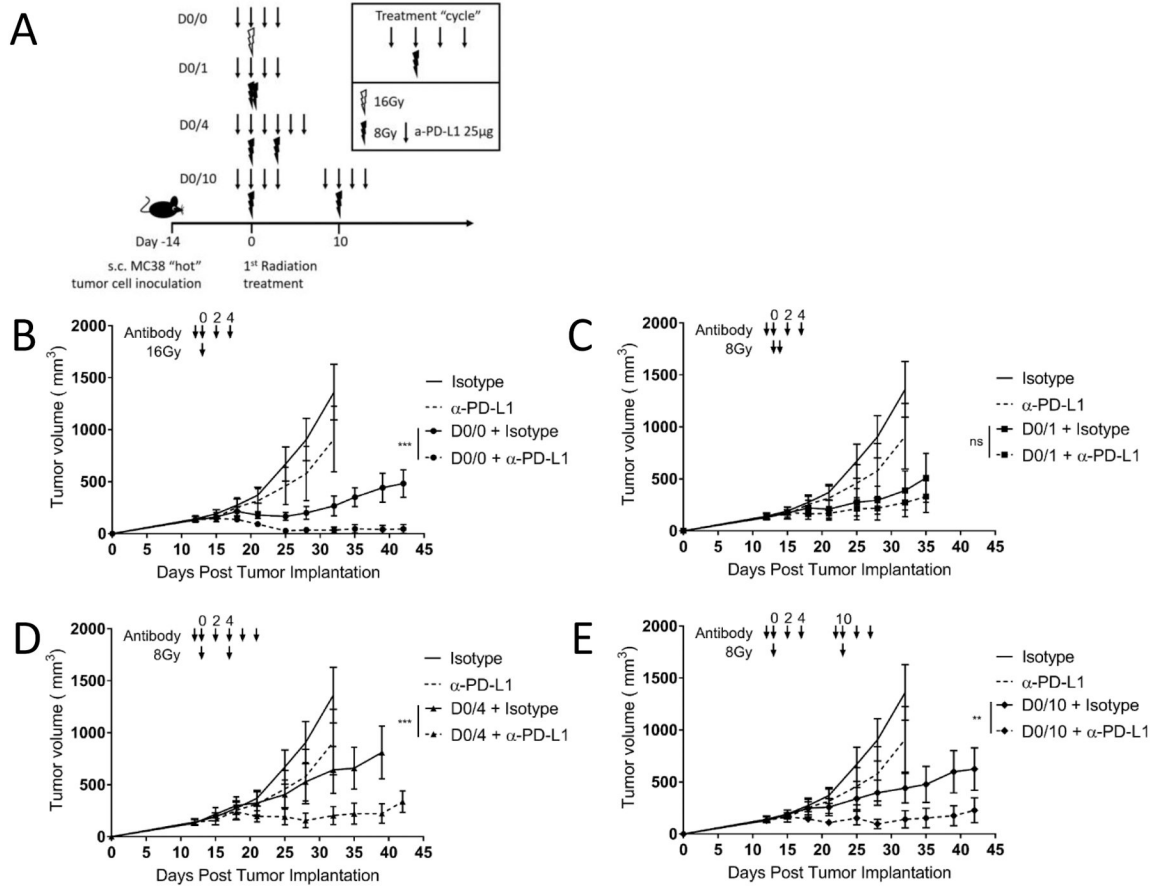 A
D0/0
D0/1
D0/4
D0/10
Treatment “cycle”
16Gy
8Gy
a-PD-L1 25µg
Day -14
0
10
s.c. MC38 “hot”
tumor cell inoculation
1st Radiation
treatment
B
Antibody
0 2 4
16Gy
Tumor volume ( mm3)
2000
1500
1000
500
0
0 5 10 15 20 25 30 35 40 45
Days Post Tumor Implantation
Isotype
α-PD-L1
D0/0 + Isotype
D0/0 + α-PD-L1
***
C
Antibody
0 2 4
8Gy
Tumor volume ( mm3)
2000
1500
1000
500
0
0 5 10 15 20 25 30 35 40 45
Days Post Tumor Implantation
Isotype
α-PD-L1
D0/1 + Isotype
D0/1 + α-PD-L1
ns
D
Antibody
0 2 4
8Gy
Tumor volume ( mm3)
2000
1500
1000
500
0
0 5 10 15 20 25 30 35 40 45
Days Post Tumor Implantation
Isotype
α-PD-L1
D0/4 + Isotype
D0/4 + α-PD-L1
***
E
Antibody
0 2 4 10
8Gy
Tumor volume ( mm3)
2000
1500
1000
500
0
0 5 10 15 20 25 30 35 40 45
Days Post Tumor Implantation
Isotype
α-PD-L1
D0/10 + Isotype
D0/10 + α-PD-L1
**